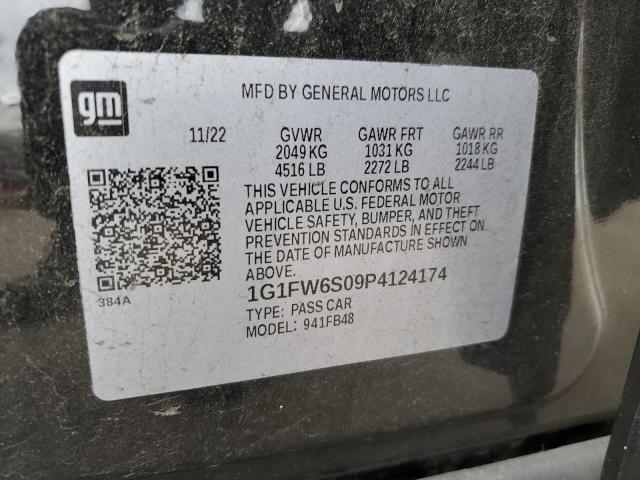 gm
MFD BY GENERAL MOTORS LLC
11/22 GVWR GAWR FRT GAWR RR
2049 KG 1031 KG 1018 KG
4516 LB 2272 LB 2244 LB
THIS VEHICLE CONFORMS TO ALL
APPLICABLE U.S. FEDERAL MOTOR
VEHICLE SAFETY, BUMPER, AND THEFT
PREVENTION STANDARDS IN EFFECT ON
THE DATE OF MANUFACTURE SHOWN
ABOVE.
384A
1G1FW6S09P4124174
TYPE: PASS CAR
MODEL: 941FB48